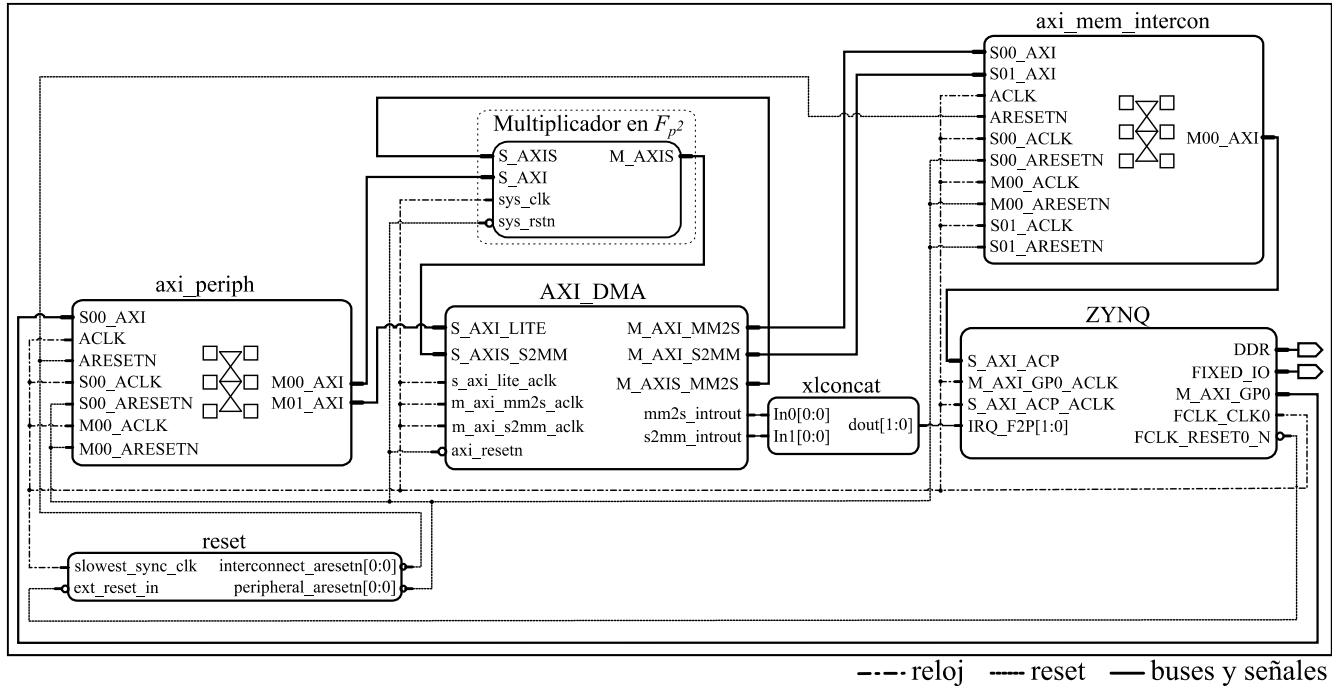 axi_mem_intercon
S00_AXI
S01_AXI
ACLK
ARESETN
S00_ACLK
S00_ARESETN
M00_ACLK
M00_ARESETN
S01_ACLK
S01_ARESETN
M00_AXI
Multiplicador en F_{p^2}
S_AXIS M_AXIS
S_AXI
sys_clk
sys_rstn
axi_periph
S00_AXI
ACLK
ARESETN
S00_ACLK
S00_ARESETN
M00_ACLK
M00_ARESETN
M00_AXI
M01_AXI
AXI_DMA
S_AXI_LITE
S_AXIS_S2MM
s_axi_lite_aclk
m_axi_mm2s_aclk
m_axi_s2mm_aclk
axi_resetn
M_AXI_MM2S
M_AXI_S2MM
M_AXIS_MM2S
mm2s_introut
s2mm_introut
xlconcat
In0[0:0]
In1[0:0]
dout[1:0]
ZYNQ
S_AXI_ACP
M_AXI_GP0_ACLK
S_AXI_ACP_ACLK
IRQ_F2P[1:0]
DDR
FIXED_IO
M_AXI_GP0
FCLK_CLK0
FCLK_RESET0_N
reset
slowest_sync_clk interconnect_aresetn[0:0]
ext_reset_in peripheral_aresetn[0:0]
reloj reset buses y señales